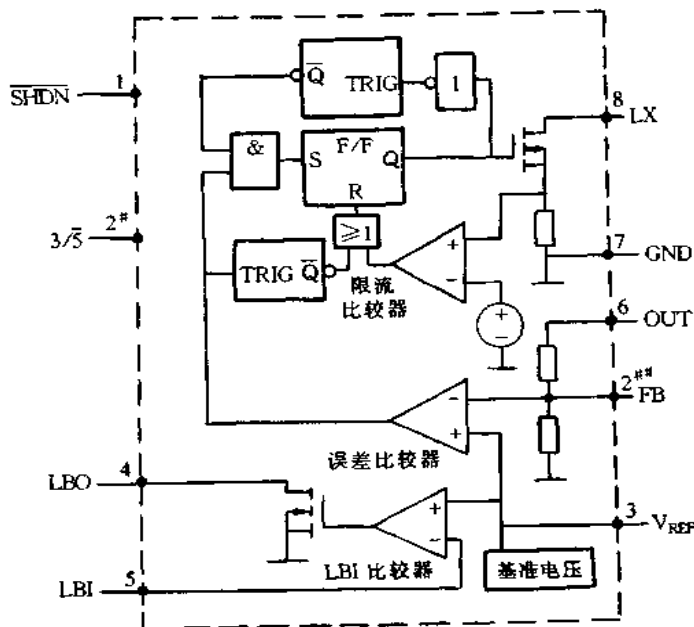 Q̅
TRIG
1
SHDN̅
1
8
LX
&
S
F/F
Q
R
3/5̅
2#
≥1
7
GND
TRIG
Q̅
+
−
限流
比较器
+
−
6
OUT
2##
FB
−
+
误差比较器
LBO
4
+
−
3
VREF
LBI
5
LBI 比较器
基准电压